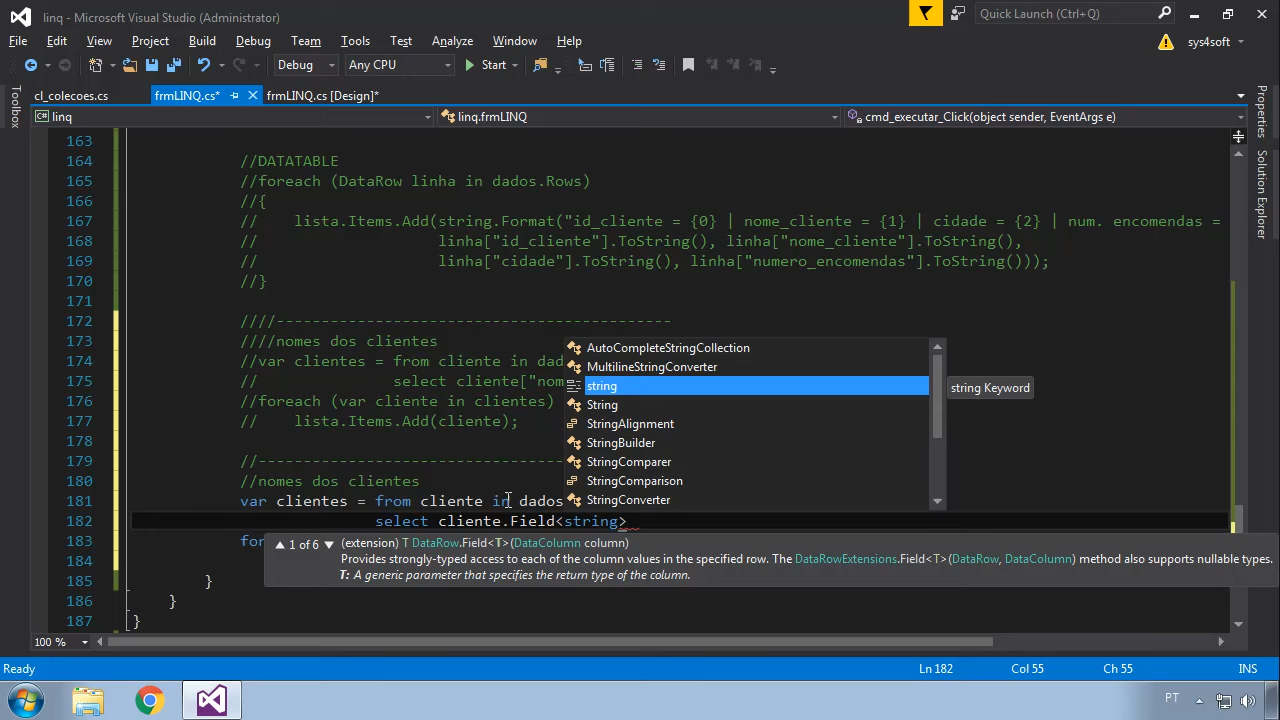 linq - Microsoft Visual Studio (Administrator)
Quick Launch (Ctrl+Q)
File Edit View Project Build Debug Team Tools Test Analyze Window Help
sys4soft
Debug Any CPU Start
cl_colecoes.cs frmLINQ.cs* frmLINQ.cs [Design]*
linq linq.frmLINQ cmd_executar_Click(object sender, EventArgs e)
Toolbox
Properties
Solution Explorer
163
164 //DATATABLE
165 //foreach (DataRow linha in dados.Rows)
166 //{
167 // lista.Items.Add(string.Format("id_cliente = {0} | nome_cliente = {1} | cidade = {2} | num. encomendas =
168 // linha["id_cliente"].ToString(), linha["nome_cliente"].ToString(),
169 // linha["cidade"].ToString(), linha["numero_encomendas"].ToString()));
170 //}
171
172 ////--------------------------------------------
173 ////nomes dos clientes
174 //var clientes = from cliente in dad
175 // select cliente["nom
176 //foreach (var cliente in clientes)
177 // lista.Items.Add(cliente);
178
179 //----------------------------------
180 //nomes dos clientes
181 var clientes = from cliente in dados
182 select cliente.Field<string>
183 for
184
185 }
186 }
187 }
AutoCompleteStringCollection
MultilineStringConverter
string
String
StringAlignment
StringBuilder
StringComparer
StringComparison
StringConverter
string Keyword
1 of 6 (extension) T DataRow.Field<T>(DataColumn column)
Provides strongly-typed access to each of the column values in the specified row. The DataRowExtensions.Field<T>(DataRow, DataColumn) method also supports nullable types.
T: A generic parameter that specifies the return type of the column.
100 %
Ready Ln 182 Col 55 Ch 55 INS
PT